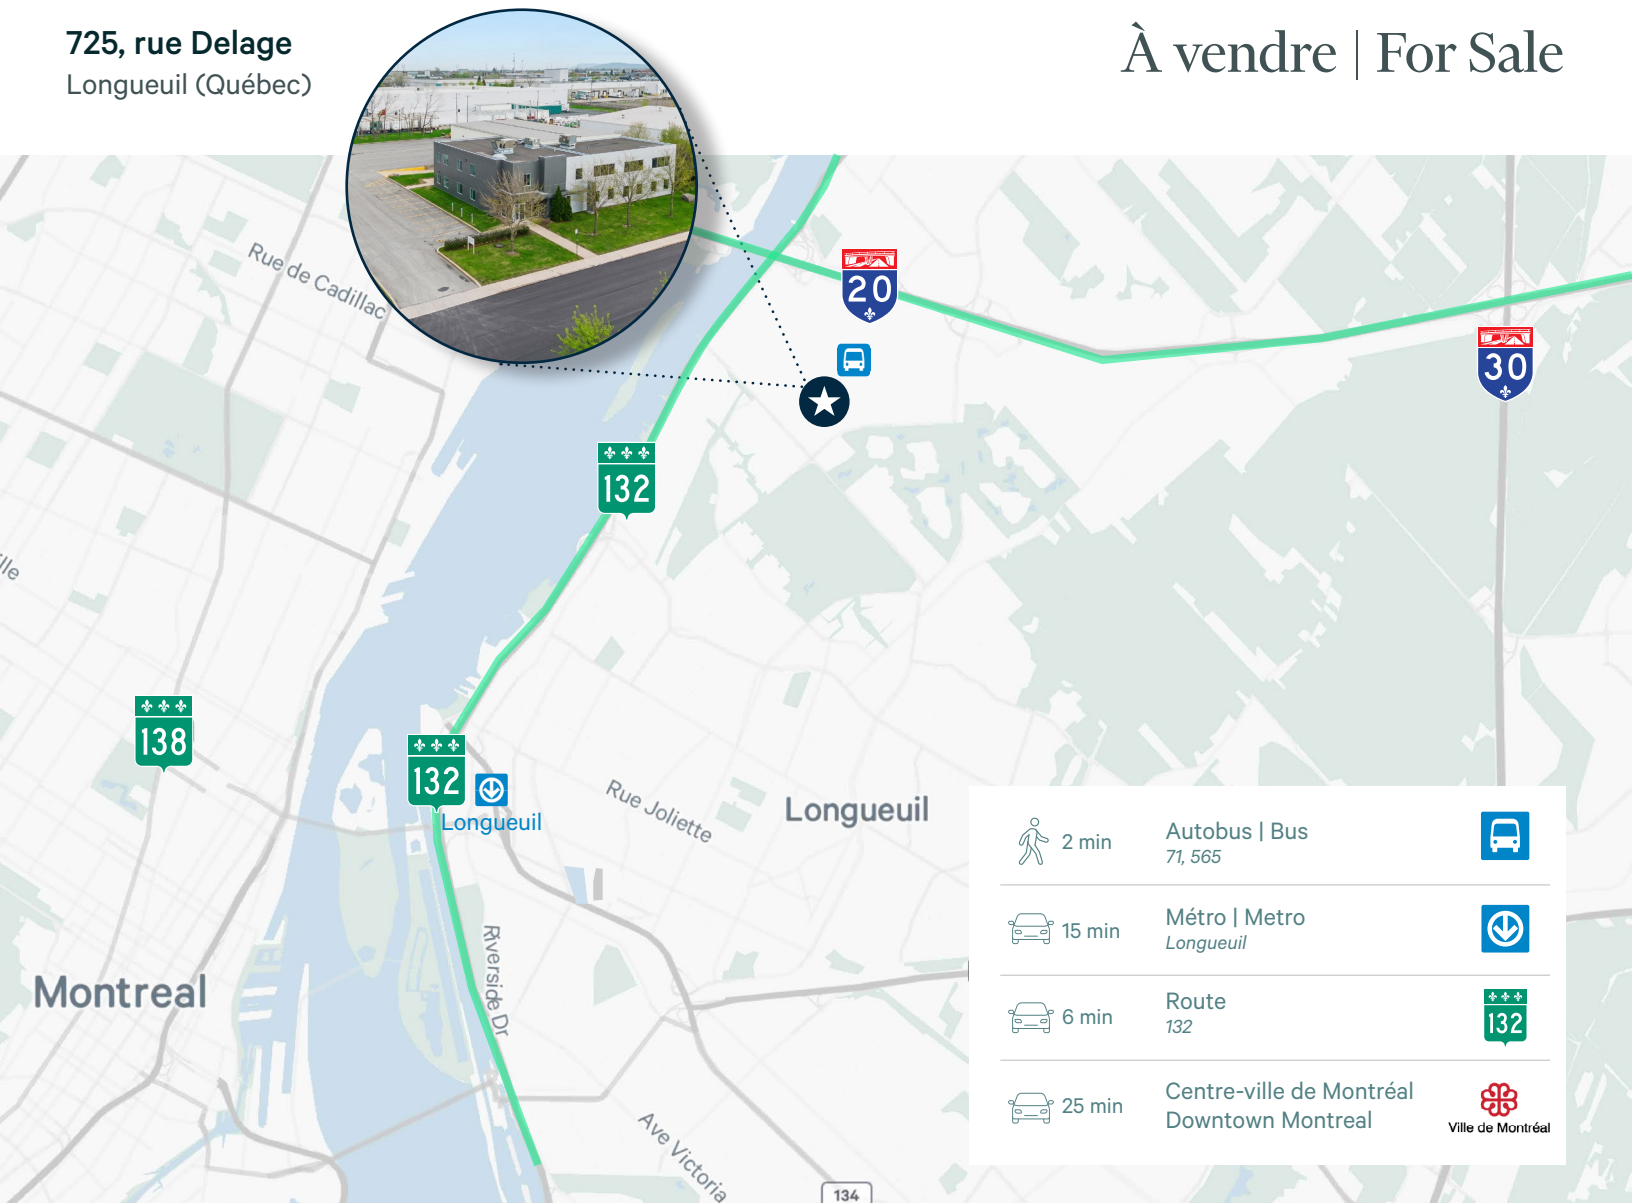 725, rue Delage
Longueuil (Québec)
À vendre | For Sale
Rue de Cadillac
20
30
132
138
132
Longueuil
Rue Joliette
Longueuil
Riverside Dr
Montreal
Ave Victoria
134
2 min
Autobus | Bus
71, 565
15 min
Métro | Metro
Longueuil
6 min
Route
132
132
25 min
Centre-ville de Montréal
Downtown Montreal
Ville de Montréal